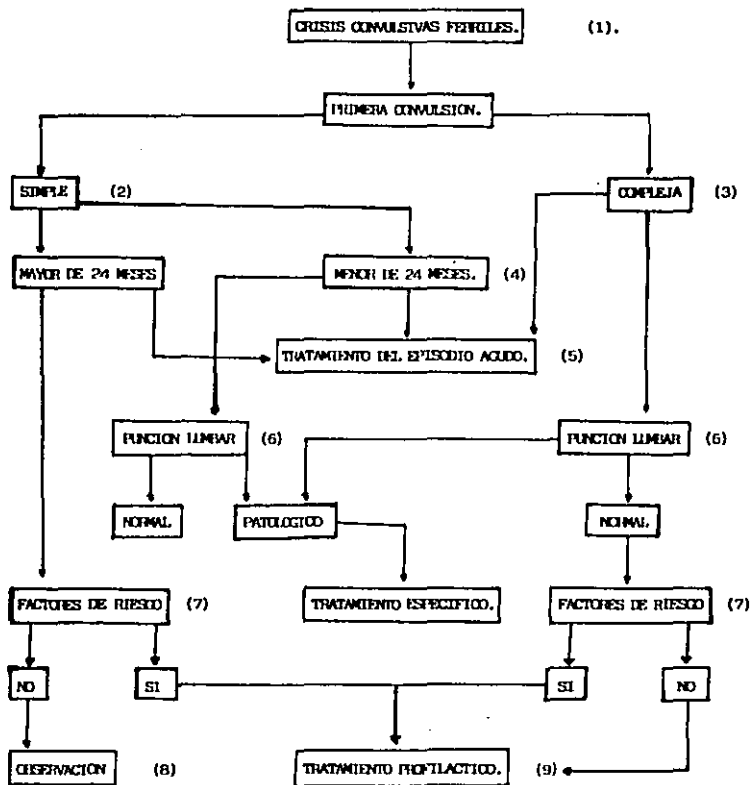 CRISIS CONVULSIVAS FEBRILES. (1).
PRIMERA CONVULSION.
SIMPLE (2)
COMPLEJA (3)
MAYOR DE 24 MESES
MENOR DE 24 MESES. (4)
TRATAMIENTO DEL EPISODIO AGUDO. (5)
PUNCION LUMBAR (6)
PUNCION LUMBAR (6)
NORMAL
PATOLOGICO
NORMAL
FACTORES DE RIESGO (7)
TRATAMIENTO ESPECIFICO.
FACTORES DE RIESGO (7)
NO
SI
SI
NO
OBSERVACION (8)
TRATAMIENTO PROFILACTICO. (9)